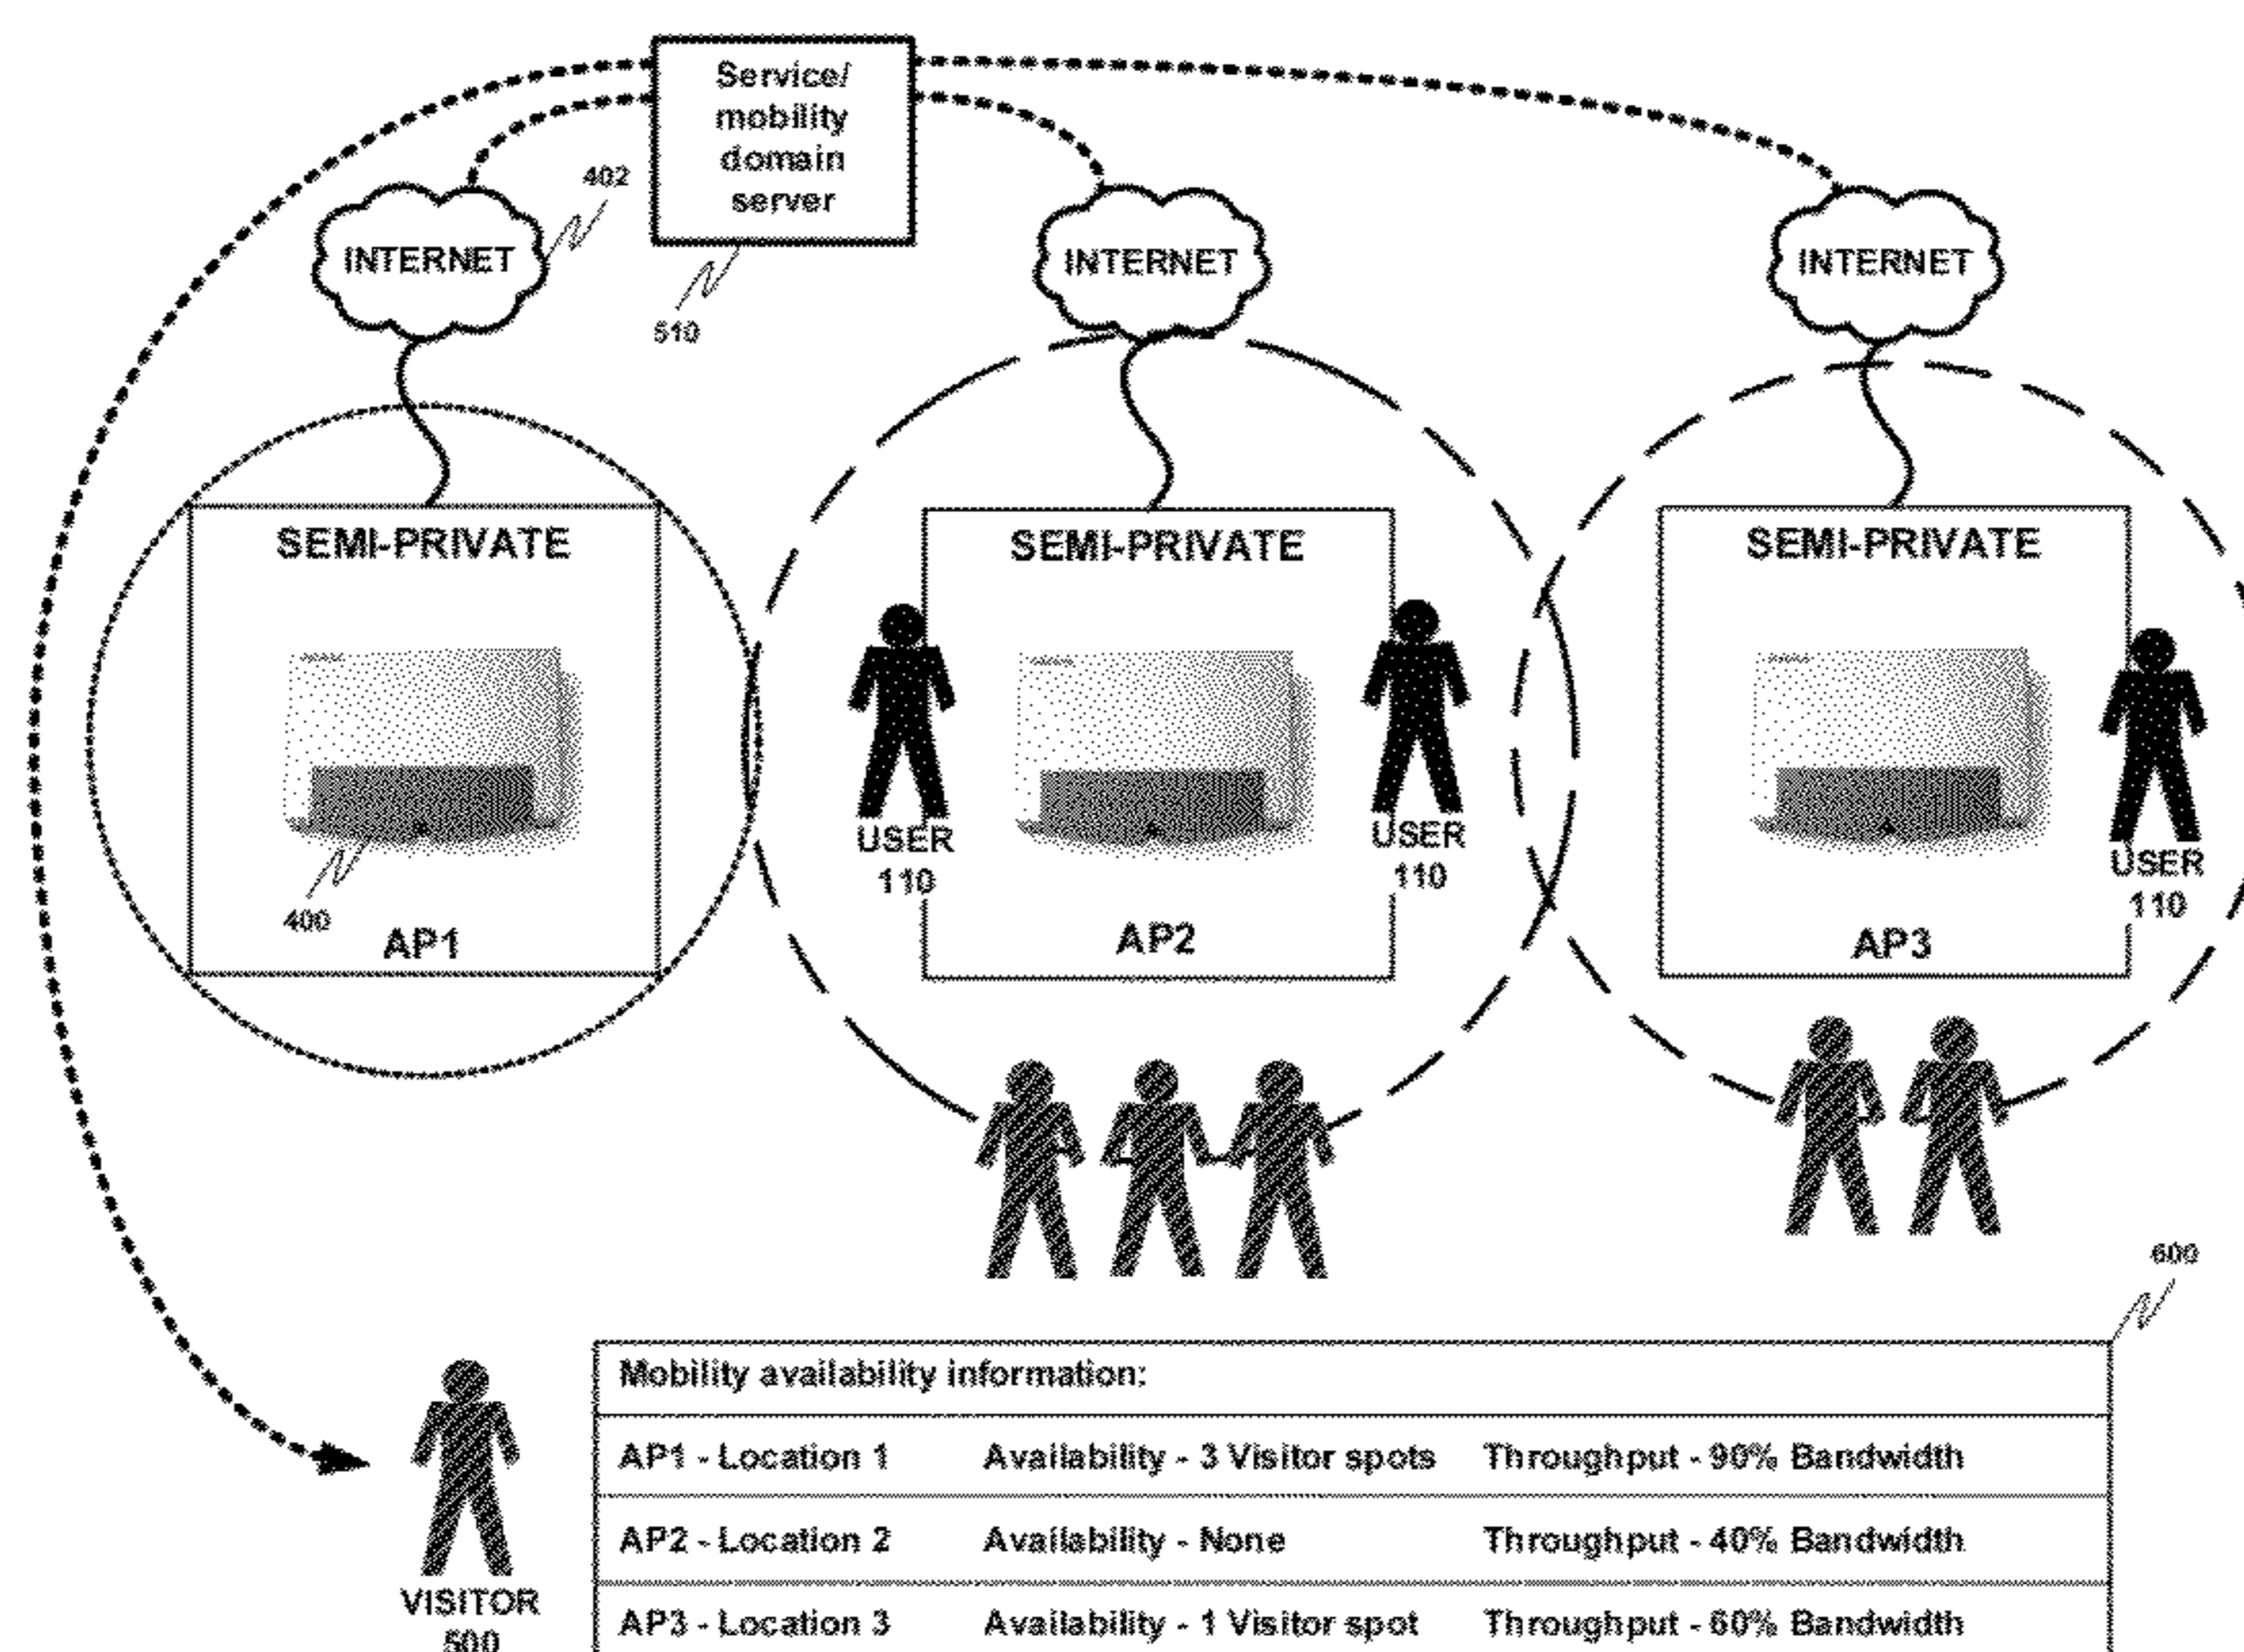 Service/
mobility
domain
server
402
INTERNET
INTERNET
INTERNET
510
SEMI-PRIVATE
SEMI-PRIVATE
SEMI-PRIVATE
USER
110
USER
110
USER
110
400
AP1
AP2
AP3
600
Mobility availability information:
AP1 - Location 1 Availability - 3 Visitor spots Throughput - 90% Bandwidth
AP2 - Location 2 Availability - None Throughput - 40% Bandwidth
AP3 - Location 3 Availability - 1 Visitor spot Throughput - 60% Bandwidth
VISITOR
500